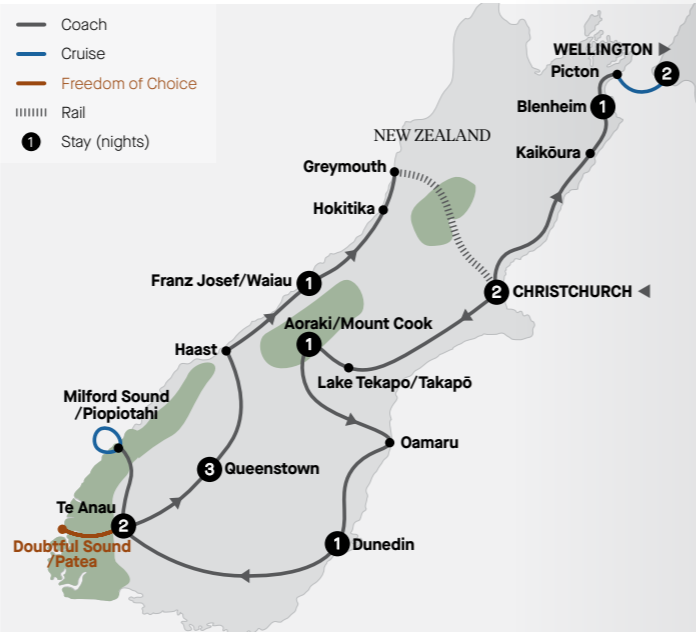 Coach
Cruise
Freedom of Choice
Rail
1 Stay (nights)
WELLINGTON
2
Picton
Blenheim 1
NEW ZEALAND
Kaikōura
Greymouth
Hokitika
Franz Josef/Waiau 1
2 CHRISTCHURCH
Aoraki/Mount Cook
1
Haast
Lake Tekapo/Takapō
Milford Sound
/Piopiotahi
Oamaru
3 Queenstown
Te Anau
2
Doubtful Sound
/Patea
1 Dunedin